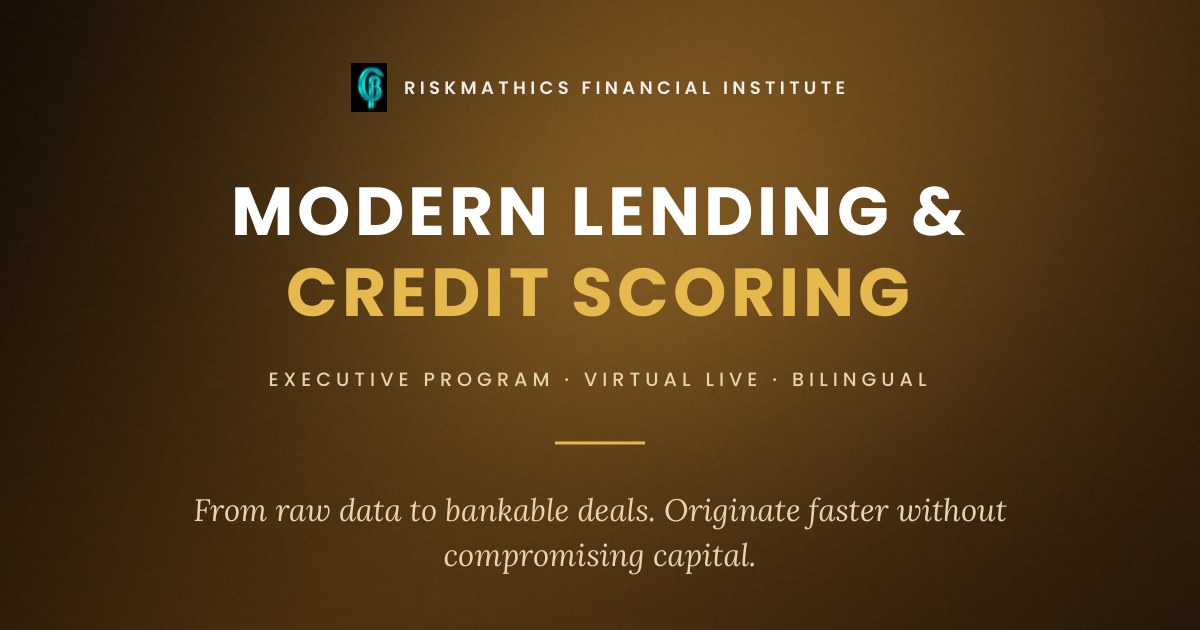 RISKMATHICS FINANCIAL INSTITUTE
MODERN LENDING &
CREDIT SCORING
EXECUTIVE PROGRAM · VIRTUAL LIVE · BILINGUAL
From raw data to bankable deals. Originate faster without
compromising capital.